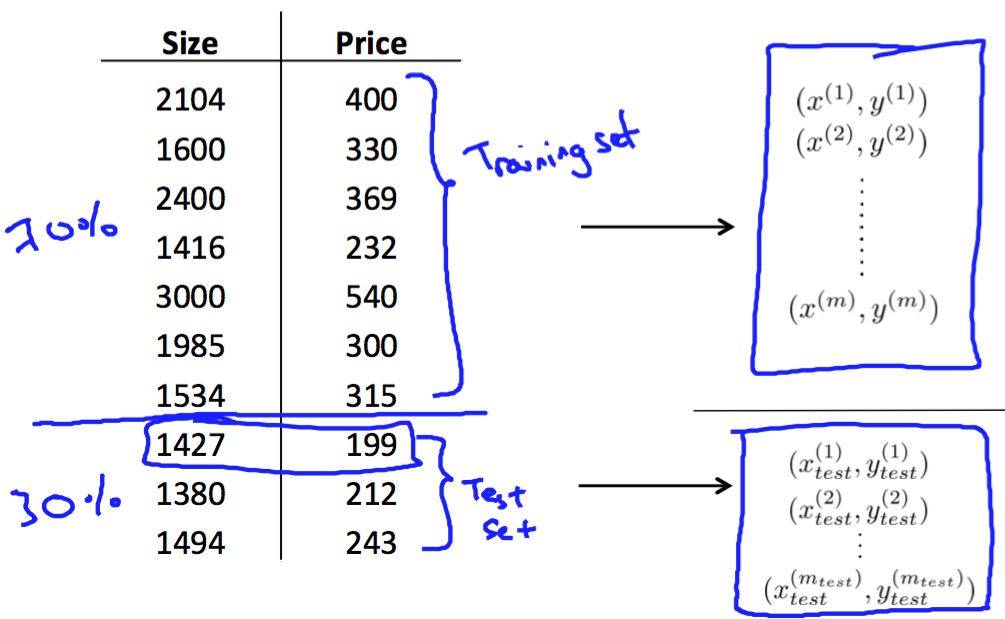 Size Price
2104 400
1600 330
2400 369
1416 232
3000 540
1985 300
1534 315
1427 199
1380 212
1494 243
70%
30%
Training set
Test
set
(x^{(1)}, y^{(1)})
(x^{(2)}, y^{(2)})
⋮
(x^{(m)}, y^{(m)})
(x_{test}^{(1)}, y_{test}^{(1)})
(x_{test}^{(2)}, y_{test}^{(2)})
⋮
(x_{test}^{(m_{test})}, y_{test}^{(m_{test})})